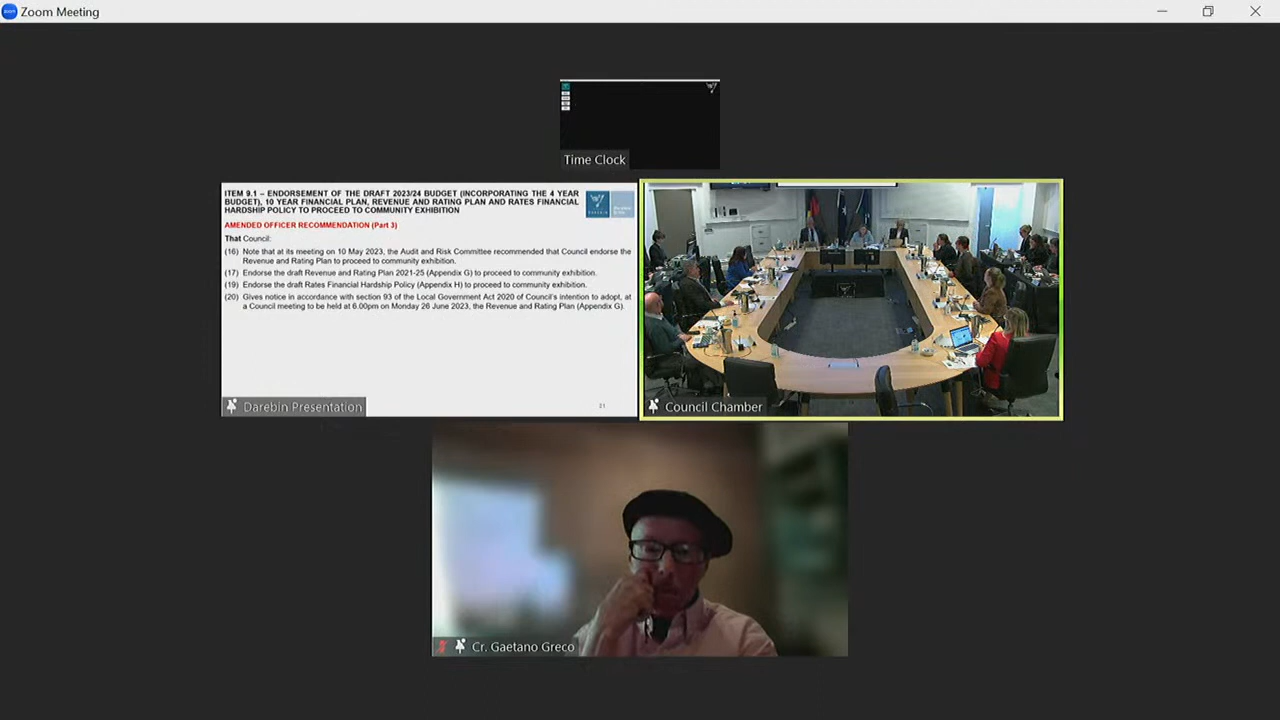 Zoom Meeting
Time Clock
ITEM 9.1 – ENDORSEMENT OF THE DRAFT 2023/24 BUDGET (INCORPORATING THE 4 YEAR
BUDGET), 10 YEAR FINANCIAL PLAN, REVENUE AND RATING PLAN AND RATES FINANCIAL
HARDSHIP POLICY TO PROCEED TO COMMUNITY EXHIBITION
AMENDED OFFICER RECOMMENDATION (Part 3)
That Council:
(16) Note that at its meeting on 10 May 2023, the Audit and Risk Committee recommended that Council endorse the
Revenue and Rating Plan to proceed to community exhibition.
(17) Endorse the draft Revenue and Rating Plan 2021-25 (Appendix G) to proceed to community exhibition.
(19) Endorse the draft Rates Financial Hardship Policy (Appendix H) to proceed to community exhibition.
(20) Gives notice in accordance with section 93 of the Local Government Act 2020 of Council's intention to adopt, at
a Council meeting to be held at 6.00pm on Monday 26 June 2023, the Revenue and Rating Plan (Appendix G).
Darebin Presentation
Council Chamber
Cr. Gaetano Greco